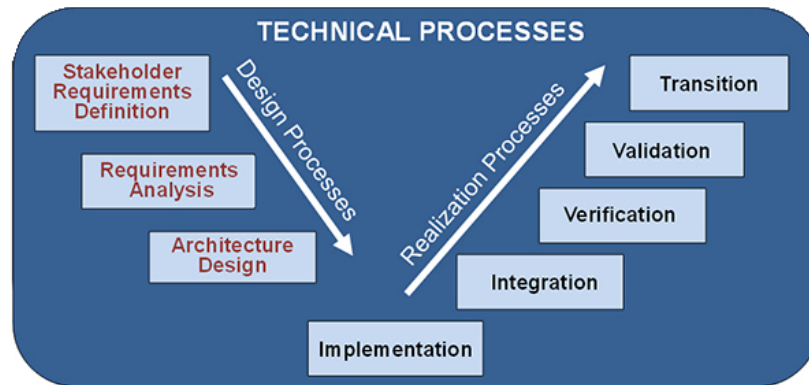 TECHNICAL PROCESSES
Stakeholder
Requirements
Definition
Requirements
Analysis
Architecture
Design
Design Processes
Implementation
Realization Processes
Integration
Verification
Validation
Transition